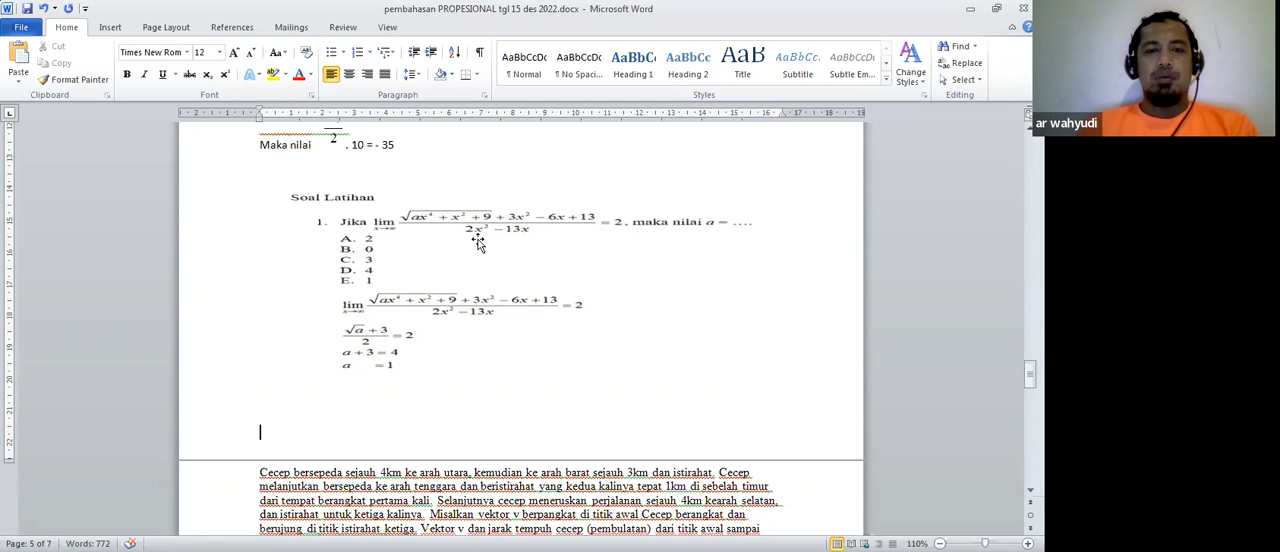 pembahasan PROPESIONAL tgl 15 des 2022.docx - Microsoft Word
File Home Insert Page Layout References Mailings Review View
Cut
Copy
Format Painter
Paste
Clipboard
Times New Rom 12
Font
Paragraph
AaBbCcDc AaBbCcDc AaBbC AaBbCc AaB AaBbCc. AaBbCcDc
¶ Normal ¶ No Spaci... Heading 1 Heading 2 Title Subtitle Subtle Em...
Change Styles
Styles
Find
Replace
Select
Editing
ar wahyudi
2
Maka nilai . 10 = - 35
Soal Latihan
1. Jika lim x→∞ (√(ax⁴ + x² + 9) + 3x² − 6x + 13) / (2x² − 13x) = 2, maka nilai a = ....
A. 2
B. 0
C. 3
D. 4
E. 1
lim x→∞ (√(ax⁴ + x² + 9) + 3x² − 6x + 13) / (2x² − 13x) = 2
(√a + 3) / 2 = 2
a + 3 = 4
a = 1
Cecep bersepeda sejauh 4km ke arah utara, kemudian ke arah barat sejauh 3km dan istirahat. Cecep
melanjutkan bersepeda ke arah tenggara dan beristirahat yang kedua kalinya tepat 1km di sebelah timur
dari tempat berangkat pertama kali. Selanjutnya cecep meneruskan perjalanan sejauh 4km kearah selatan,
dan istirahat untuk ketiga kalinya. Misalkan vektor v berpangkat di titik awal Cecep berangkat dan
berujung di titik istirahat ketiga. Vektor v dan jarak tempuh cecep (pembulatan) dari titik awal sampai
Page: 5 of 7 Words: 772 110%